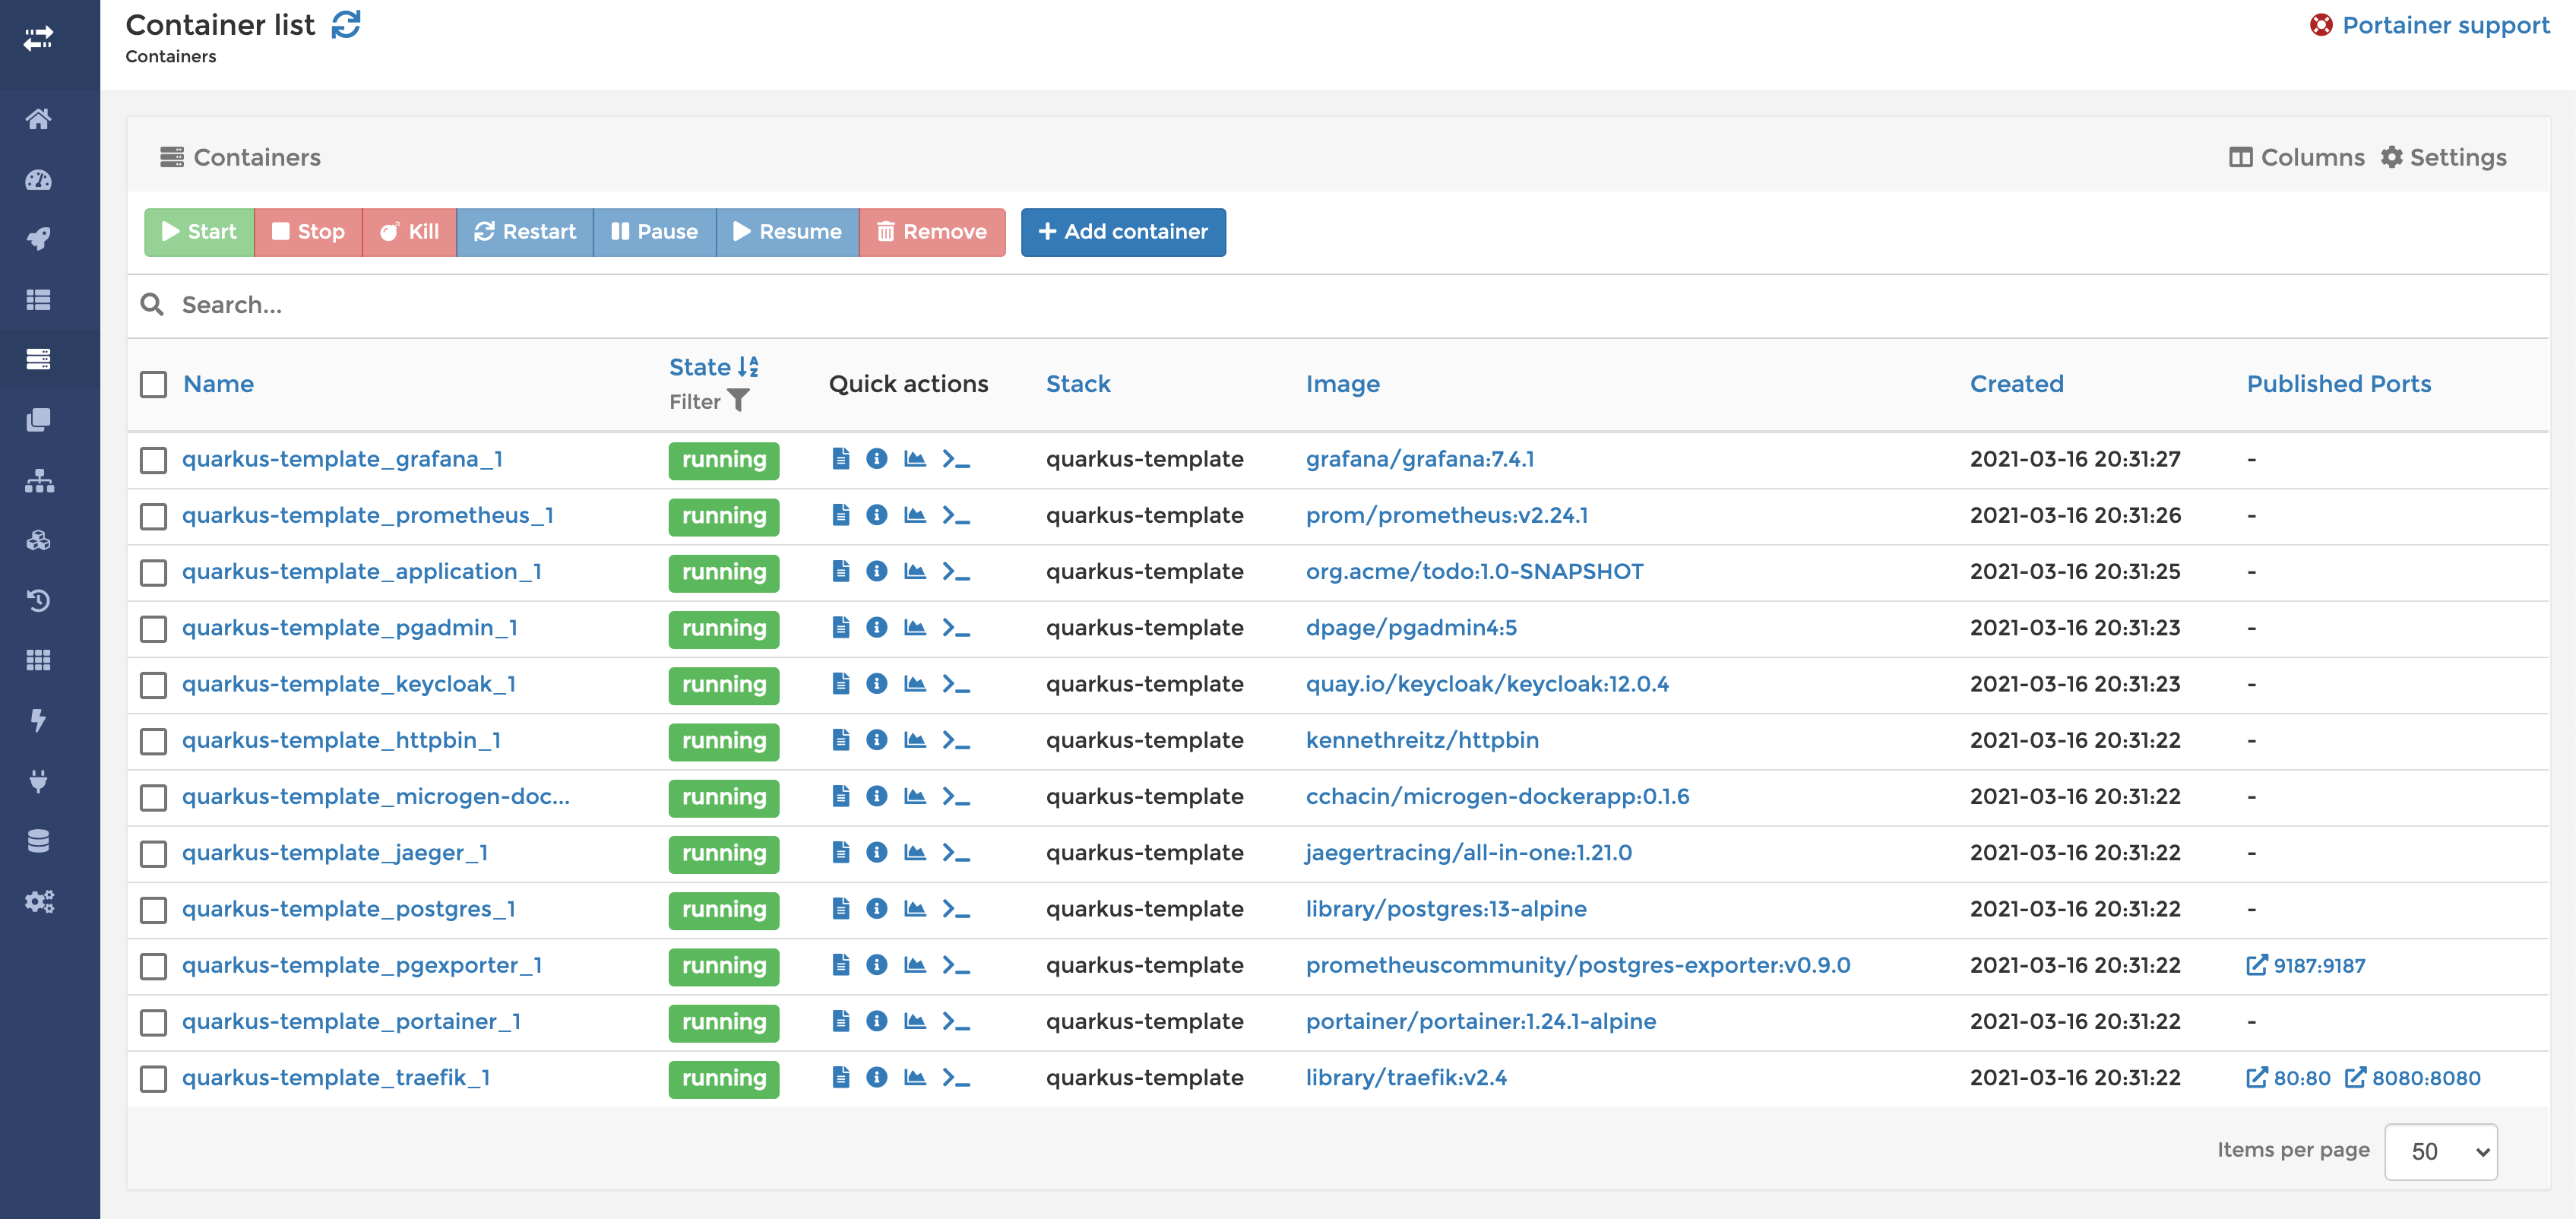 Container list
Portainer support
Containers
Containers
Columns Settings
Start Stop Kill Restart Pause Resume Remove Add container
Search...
Name State Filter Quick actions Stack Image Created Published Ports
quarkus-template_grafana_1 running quarkus-template grafana/grafana:7.4.1 2021-03-16 20:31:27 -
quarkus-template_prometheus_1 running quarkus-template prom/prometheus:v2.24.1 2021-03-16 20:31:26 -
quarkus-template_application_1 running quarkus-template org.acme/todo:1.0-SNAPSHOT 2021-03-16 20:31:25 -
quarkus-template_pgadmin_1 running quarkus-template dpage/pgadmin4:5 2021-03-16 20:31:23 -
quarkus-template_keycloak_1 running quarkus-template quay.io/keycloak/keycloak:12.0.4 2021-03-16 20:31:23 -
quarkus-template_httpbin_1 running quarkus-template kennethreitz/httpbin 2021-03-16 20:31:22 -
quarkus-template_microgen-doc... running quarkus-template cchacin/microgen-dockerapp:0.1.6 2021-03-16 20:31:22 -
quarkus-template_jaeger_1 running quarkus-template jaegertracing/all-in-one:1.21.0 2021-03-16 20:31:22 -
quarkus-template_postgres_1 running quarkus-template library/postgres:13-alpine 2021-03-16 20:31:22 -
quarkus-template_pgexporter_1 running quarkus-template prometheuscommunity/postgres-exporter:v0.9.0 2021-03-16 20:31:22 9187:9187
quarkus-template_portainer_1 running quarkus-template portainer/portainer:1.24.1-alpine 2021-03-16 20:31:22 -
quarkus-template_traefik_1 running quarkus-template library/traefik:v2.4 2021-03-16 20:31:22 80:80 8080:8080
Items per page 50